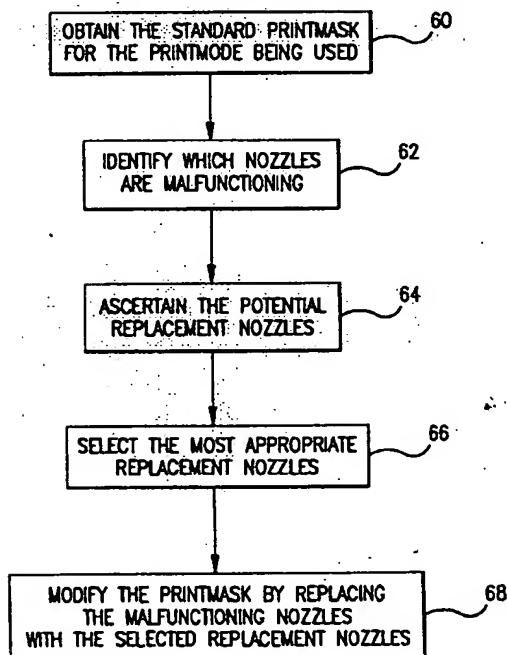 OBTAIN THE STANDARD PRINTMASK
FOR THE PRINTMODE BEING USED
60
IDENTIFY WHICH NOZZLES
ARE MALFUNCTIONING
62
ASCERTAIN THE POTENTIAL
REPLACEMENT NOZZLES
64
SELECT THE MOST APPROPRIATE
REPLACEMENT NOZZLES
66
MODIFY THE PRINTMASK BY REPLACING
THE MALFUNCTIONING NOZZLES
WITH THE SELECTED REPLACEMENT NOZZLES
68